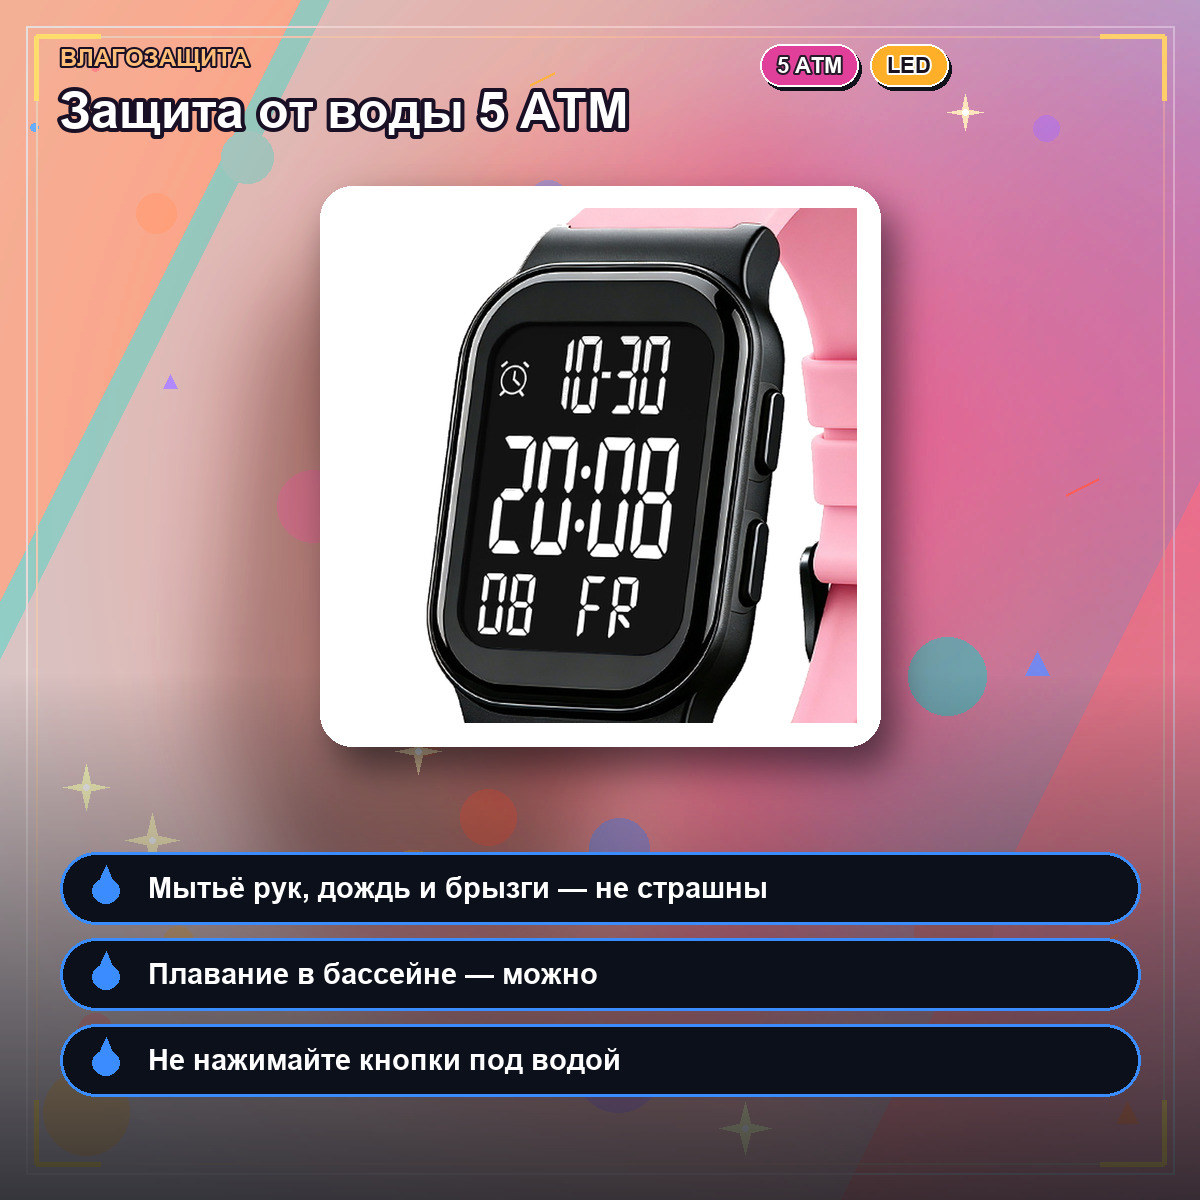 ВЛАГОЗАЩИТА
Защита от воды 5 ATM
5 ATM
LED
10-30
20:08
08 FR
Мытьё рук, дождь и брызги — не страшны
Плавание в бассейне — можно
Не нажимайте кнопки под водой